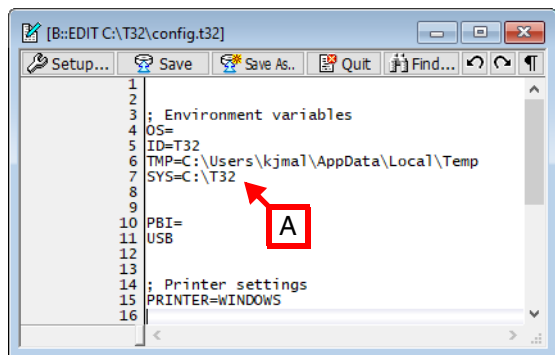 [B::EDIT C:\T32\config.t32]
Setup... Save Save As.. Quit Find... ¶
1
2
3 ; Environment variables
4 OS=
5 ID=T32
6 TMP=C:\Users\kjmal\AppData\Local\Temp
7 SYS=C:\T32
8
9
A
10 PBI=
11 USB
12
13
14 ; Printer settings
15 PRINTER=WINDOWS
16